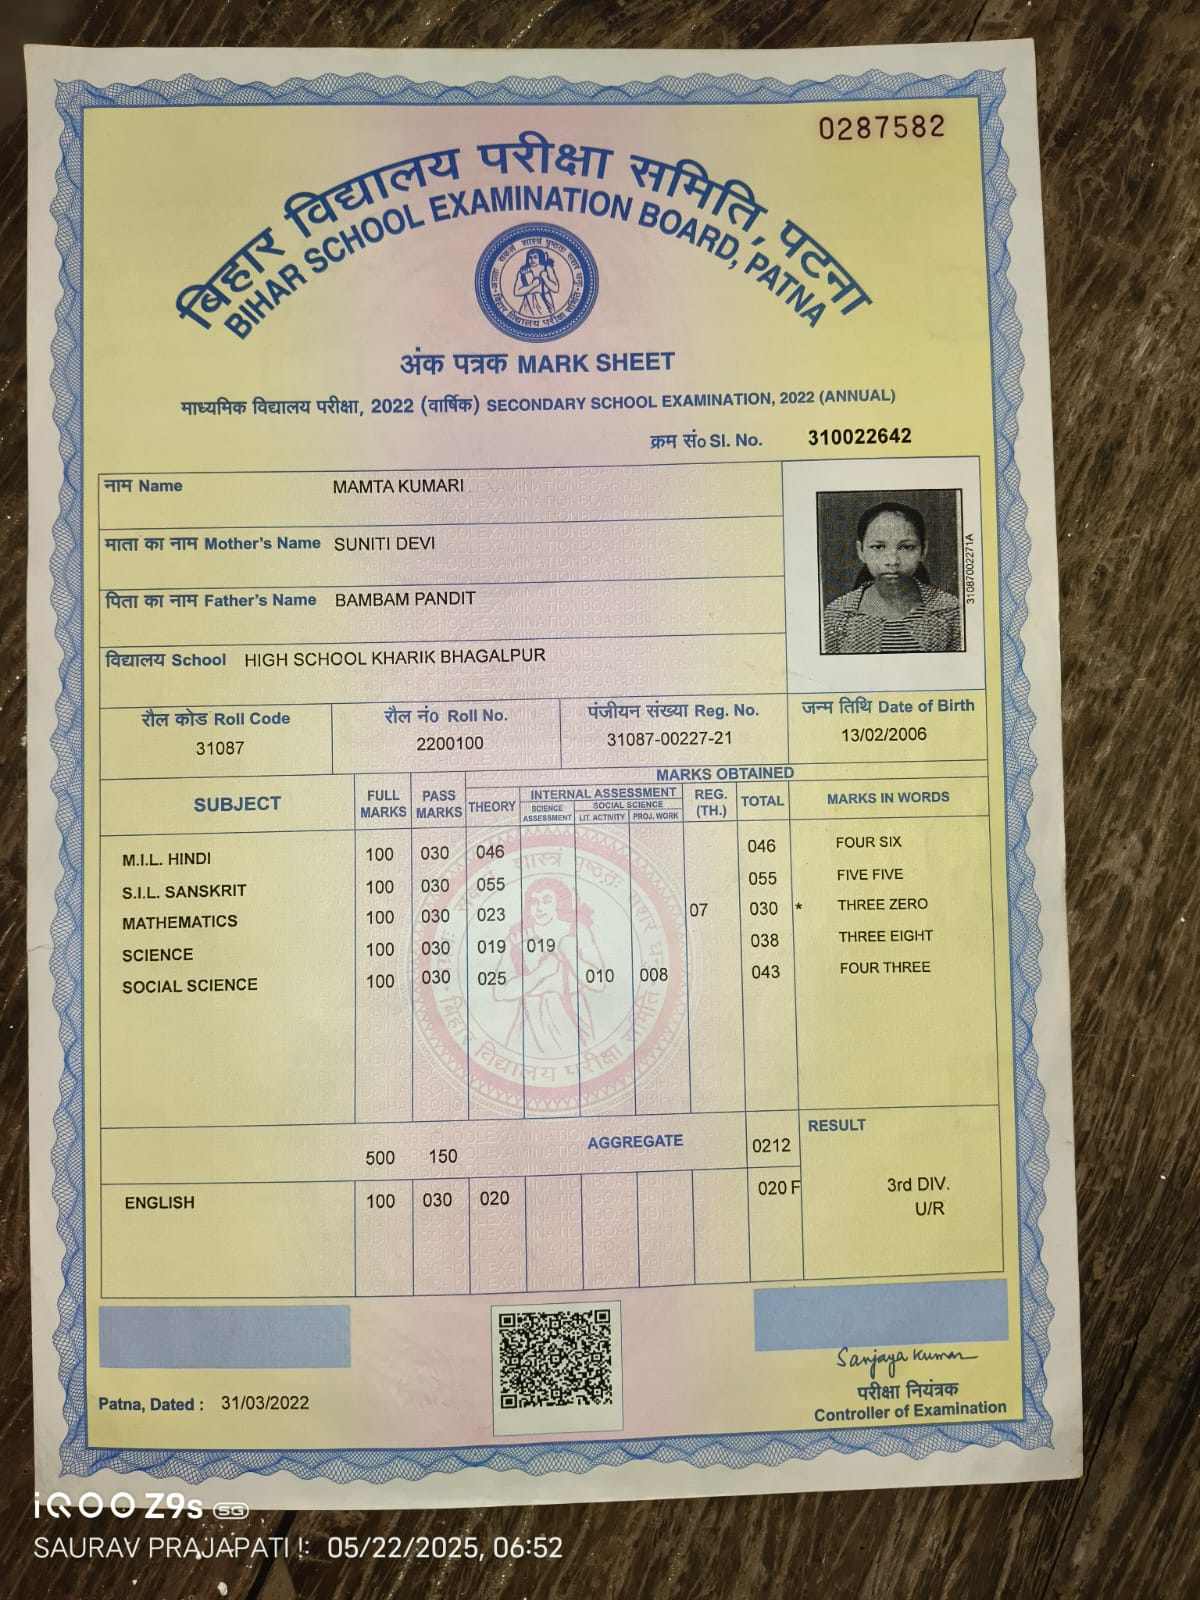 0287582
बिहार विद्यालय परीक्षा समिति, पटना
BIHAR SCHOOL EXAMINATION BOARD, PATNA
अंक पत्रक MARK SHEET
माध्यमिक विद्यालय परीक्षा, 2022 (वार्षिक) SECONDARY SCHOOL EXAMINATION, 2022 (ANNUAL)
क्रम सं० Sl. No. 310022642
नाम Name MAMTA KUMARI
माता का नाम Mother's Name SUNITI DEVI
पिता का नाम Father's Name BAMBAM PANDIT
विद्यालय School HIGH SCHOOL KHARIK BHAGALPUR
31087002271A
रौल कोड Roll Code रौल नं० Roll No. पंजीयन संख्या Reg. No. जन्म तिथि Date of Birth
31087 2200100 31087-00227-21 13/02/2006
MARKS OBTAINED
SUBJECT FULL MARKS PASS MARKS THEORY INTERNAL ASSESSMENT REG. (TH.) TOTAL MARKS IN WORDS
SCIENCE ASSESSMENT SOCIAL SCIENCE LIT. ACTIVITY PROJ. WORK
M.I.L. HINDI 100 030 046 046 FOUR SIX
S.I.L. SANSKRIT 100 030 055 055 FIVE FIVE
MATHEMATICS 100 030 023 07 030 * THREE ZERO
SCIENCE 100 030 019 019 038 THREE EIGHT
SOCIAL SCIENCE 100 030 025 010 008 043 FOUR THREE
500 150 AGGREGATE 0212 RESULT
ENGLISH 100 030 020 020 F 3rd DIV.
U/R
Sanjaya Kumar
परीक्षा नियंत्रक
Controller of Examination
Patna, Dated : 31/03/2022
iQOO Z9s 5G
SAURAV PRAJAPATI !: 05/22/2025, 06:52